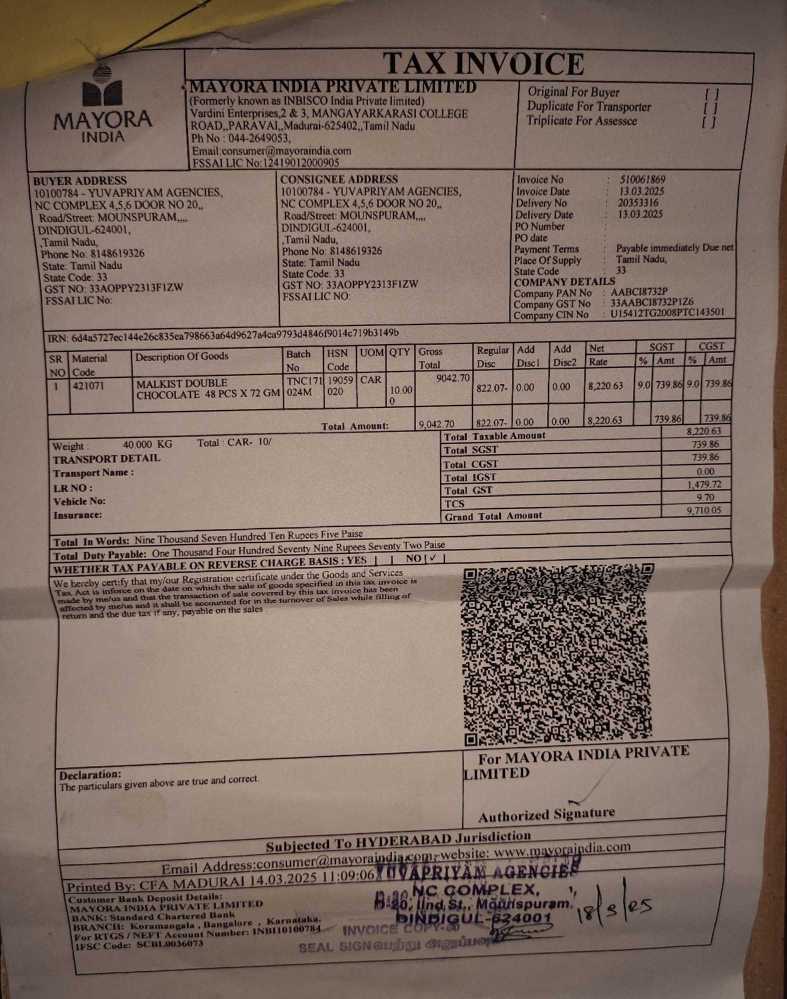 TAX INVOICE
MAYORA
INDIA
MAYORA INDIA PRIVATE LIMITED
(Formerly known as INBISCO India Private limited)
Vardini Enterprises,2 & 3, MANGAYARKARASI COLLEGE
ROAD,,PARAVAI,,Madurai-625402,,Tamil Nadu
Ph No : 044-2649053,
Email:consumer@mayoraindia.com
FSSAI LIC No:12419012000905
Original For Buyer [ ]
Duplicate For Transporter [ ]
Triplicate For Assessce [ ]
BUYER ADDRESS
10100784 - YUVAPRIYAM AGENCIES,
NC COMPLEX 4,5,6 DOOR NO 20,,
Road/Street: MOUNSPURAM,,,,
DINDIGUL-624001,
,Tamil Nadu,
Phone No: 8148619326
State: Tamil Nadu
State Code: 33
GST NO: 33AOPPY2313F1ZW
FSSAI LIC No:
CONSIGNEE ADDRESS
10100784 - YUVAPRIYAM AGENCIES,
NC COMPLEX 4,5,6 DOOR NO 20,,
Road/Street: MOUNSPURAM,,,,
DINDIGUL-624001,
,Tamil Nadu,
Phone No: 8148619326
State: Tamil Nadu
State Code: 33
GST NO: 33AOPPY2313F1ZW
FSSAI LIC NO:
Invoice No : 510061869
Invoice Date : 13.03.2025
Delivery No : 20353316
Delivery Date : 13.03.2025
PO Number :
PO date :
Payment Terms : Payable immediately Due net
Place Of Supply : Tamil Nadu,
State Code 33
COMPANY DETAILS
Company PAN No : AABCI8732P
Company GST No : 33AABCI8732P1Z6
Company CIN No : U15412TG2008PTC143501
IRN: 6d4a5727ec144e26c835ea798663a64d9627a4ca9793d4846f9014c719b3149b
SR NO Material Code Description Of Goods Batch No HSN Code UOM QTY Gross Total Regular Disc Add Disc1 Add Disc2 Net Rate SGST % Amt CGST % Amt
1 421071 MALKIST DOUBLE CHOCOLATE 48 PCS X 72 GM TNC171024M 19059020 CAR 10.000 9042.70 822.07- 0.00 0.00 8,220.63 9.0 739.86 9.0 739.86
Total Amount: 9,042.70 822.07- 0.00 0.00 8,220.63 739.86 739.86
Weight : 40.000 KG Total : CAR- 10/
TRANSPORT DETAIL
Transport Name :
LR NO :
Vehicle No:
Insurance:
Total Taxable Amount 8,220.63
Total SGST 739.86
Total CGST 739.86
Total IGST 0.00
Total GST 1,479.72
TCS 9.70
Grand Total Amount 9,710.05
Total In Words: Nine Thousand Seven Hundred Ten Rupees Five Paise
Total Duty Payable: One Thousand Four Hundred Seventy Nine Rupees Seventy Two Paise
WHETHER TAX PAYABLE ON REVERSE CHARGE BASIS : YES | | NO | ✓ |
We hereby certify that my/our Registration certificate under the Goods and Services
Tax Act is inforce on the date on which the sale of goods specified in this tax invoice is
made by me/us and that the transaction of sale covered by this tax invoice has been
affected by me/us and it shall be accounted for in the turnover of Sales while filling of
return and the due tax if any, payable on the sales
For MAYORA INDIA PRIVATE
LIMITED
Declaration:
The particulars given above are true and correct.
Authorized Signature
Subjected To HYDERABAD Jurisdiction
Email Address:consumer@mayoraindia.com,website: www.mayoraindia.com
Printed By: CFA MADURAI 14.03.2025 11:09:06
Customer Bank Deposit Details:
MAYORA INDIA PRIVATE LIMITED
BANK: Standard Chartered Bank
BRANCH: Koramangala , Bangalore , Karnataka.
For RTGS / NEFT Account Number: INBI10100784
IFSC Code: SCBL0036073
YUVAPRIYAM AGENCIES
NC COMPLEX,
D-20, IInd St., Mounspuram,
DINDIGUL-624001
18/3/25
INVOICE COPY
SEAL SIGN